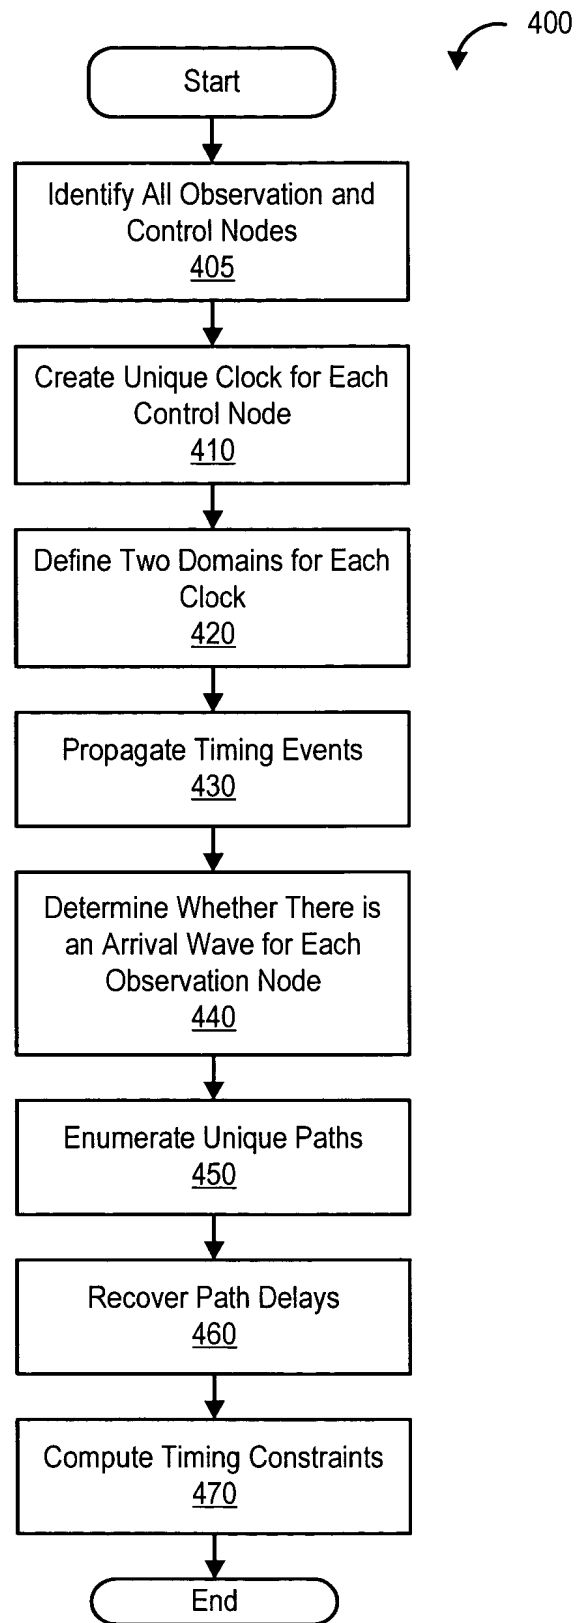 400
Start
Identify All Observation and
Control Nodes
405
Create Unique Clock for Each
Control Node
410
Define Two Domains for Each
Clock
420
Propagate Timing Events
430
Determine Whether There is
an Arrival Wave for Each
Observation Node
440
Enumerate Unique Paths
450
Recover Path Delays
460
Compute Timing Constraints
470
End